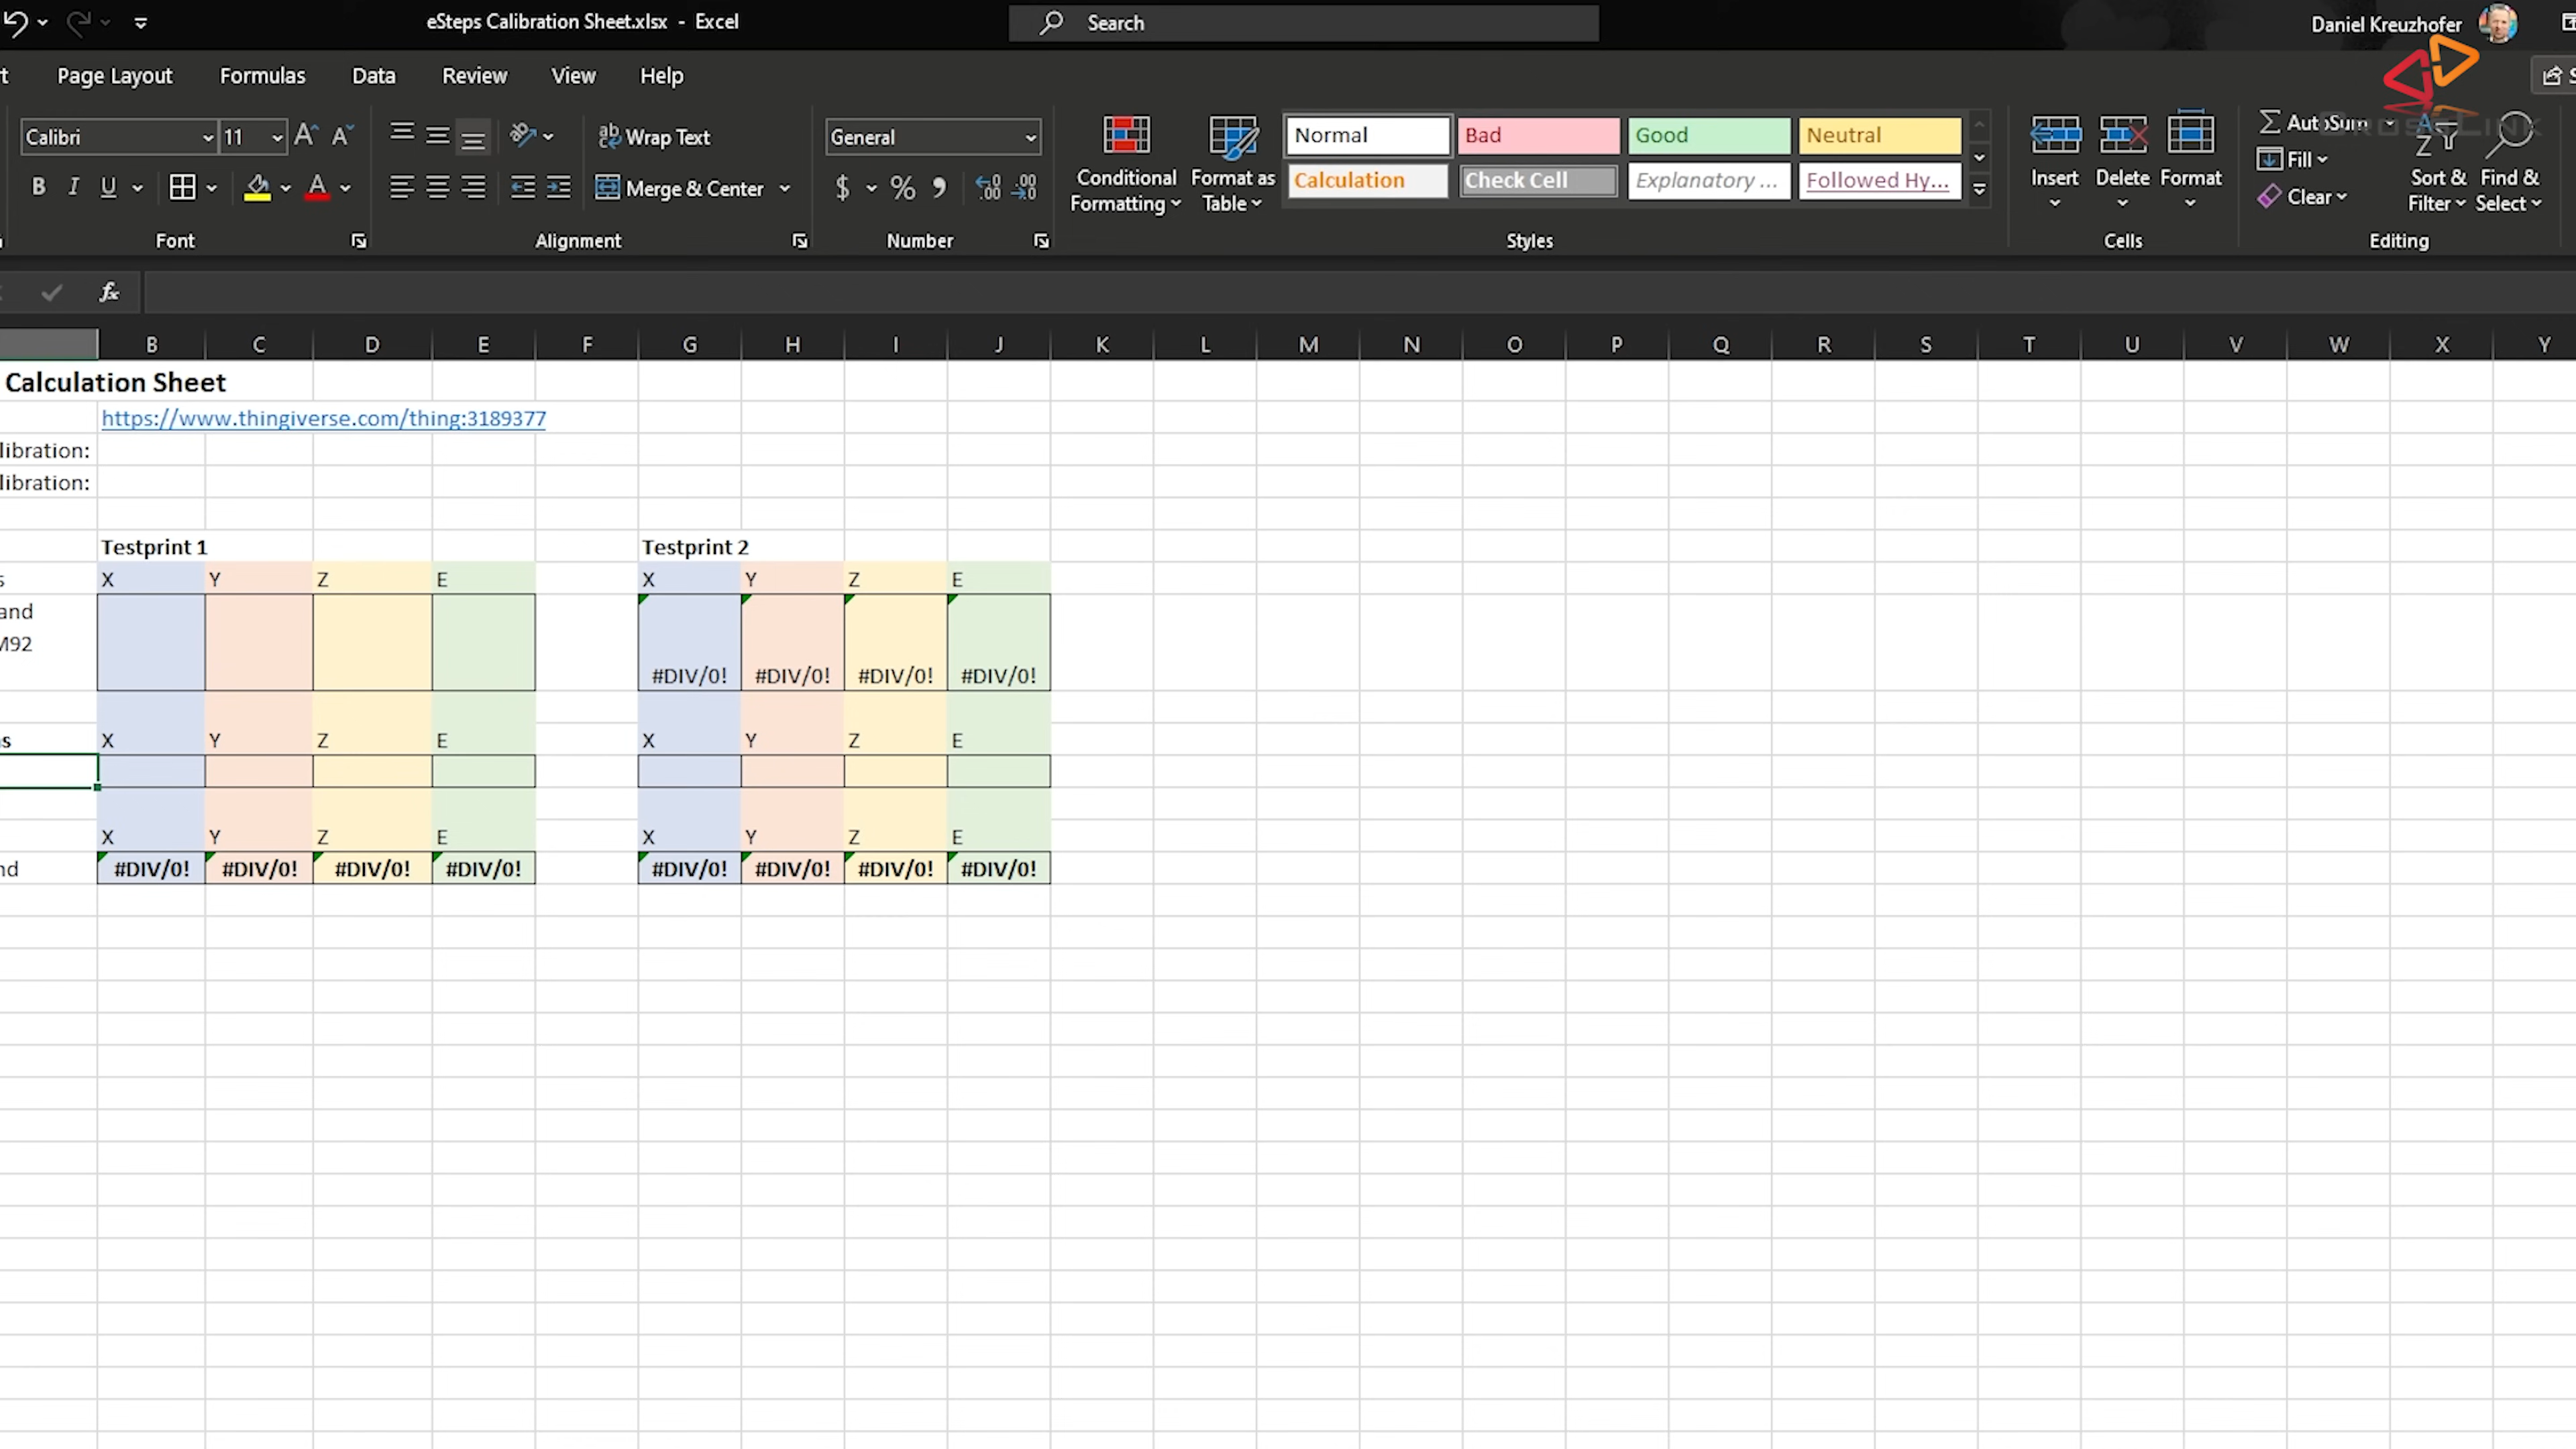 eSteps Calibration Sheet.xlsx - Excel
Search
Daniel Kreuzhofer
t Page Layout Formulas Data Review View Help
Calibri 11 Wrap Text General
Normal Bad Good Neutral
AutoSum
Fill
Clear
B I U Merge & Center $ % 9
Conditional Formatting
Format as Table
Calculation Check Cell Explanatory ... Followed Hy...
Insert Delete Format
Sort & Filter
Find & Select
Font Alignment Number Styles Cells Editing
fx
B C D E F G H I J K L M N O P Q R S T U V W X Y
Calculation Sheet
https://www.thingiverse.com/thing:3189377
libration:
libration:
Testprint 1 Testprint 2
s X Y Z E X Y Z E
and
M92
#DIV/0! #DIV/0! #DIV/0! #DIV/0!
s X Y Z E X Y Z E
X Y Z E X Y Z E
nd #DIV/0! #DIV/0! #DIV/0! #DIV/0! #DIV/0! #DIV/0! #DIV/0! #DIV/0!